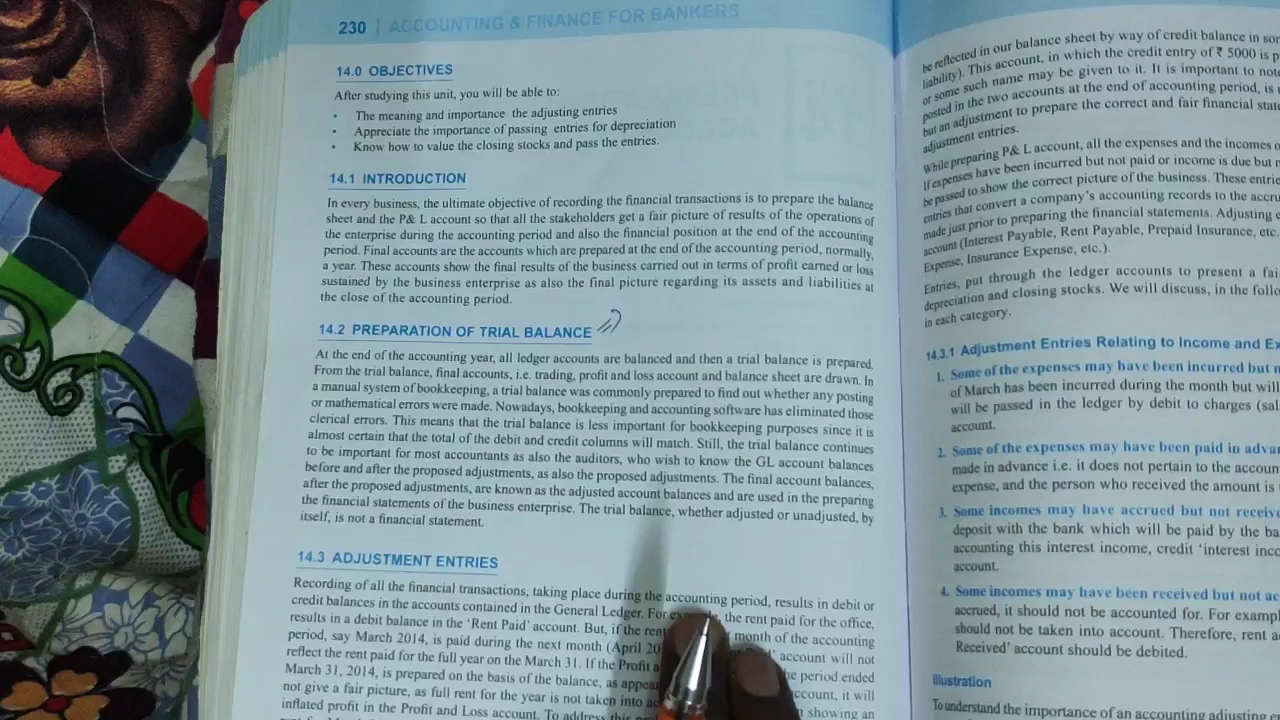 230 | ACCOUNTING & FINANCE FOR BANKERS
14.0 OBJECTIVES
After studying this unit, you will be able to:
• The meaning and importance the adjusting entries
• Appreciate the importance of passing entries for depreciation
• Know how to value the closing stocks and pass the entries.
14.1 INTRODUCTION
In every business, the ultimate objective of recording the financial transactions is to prepare the balance
sheet and the P& L account so that all the stakeholders get a fair picture of results of the operations of
the enterprise during the accounting period and also the financial position at the end of the accounting
period. Final accounts are the accounts which are prepared at the end of the accounting period, normally,
a year. These accounts show the final results of the business carried out in terms of profit earned or loss
sustained by the business enterprise as also the final picture regarding its assets and liabilities at
the close of the accounting period.
14.2 PREPARATION OF TRIAL BALANCE
At the end of the accounting year, all ledger accounts are balanced and then a trial balance is prepared.
From the trial balance, final accounts, i.e. trading, profit and loss account and balance sheet are drawn. In
a manual system of bookkeeping, a trial balance was commonly prepared to find out whether any posting
or mathematical errors were made. Nowadays, bookkeeping and accounting software has eliminated those
clerical errors. This means that the trial balance is less important for bookkeeping purposes since it is
almost certain that the total of the debit and credit columns will match. Still, the trial balance continues
to be important for most accountants as also the auditors, who wish to know the GL account balances
before and after the proposed adjustments, as also the proposed adjustments. The final account balances,
after the proposed adjustments, are known as the adjusted account balances and are used in the preparing
the financial statements of the business enterprise. The trial balance, whether adjusted or unadjusted, by
itself, is not a financial statement.
14.3 ADJUSTMENT ENTRIES
Recording of all the financial transactions, taking place during the accounting period, results in debit or
credit balances in the accounts contained in the General Ledger. For the rent paid for the office,
results in a debit balance in the 'Rent Paid' account. But, if the rent month of the accounting
period, say March 2014, is paid during the next month (April account will not
reflect the rent paid for the full year on the March 31. If the Profit period ended
March 31, 2014, is prepared on the basis of the balance, as account, it will
not give a fair picture, as full rent for the year is not taken into showing an
inflated profit in the Profit and Loss account. To address
be reflected in our balance sheet by way of credit balance in
liability). This account, in which the credit entry of ₹ 5000 is
or some such name may be given to it. It is important to
posted in the two accounts at the end of accounting period, is
but an adjustment to prepare the correct and fair financial
adjustment entries.
While preparing P& L account, all the expenses and the incomes
If expenses have been incurred but not paid or income is due but
be passed to show the correct picture of the business. These
entries that convert a company's accounting records to the
made just prior to preparing the financial statements. Adjusting
account (Interest Payable, Rent Payable, Prepaid Insurance, etc.
Expense, Insurance Expense, etc.).
Entries, put through the ledger accounts to present a
depreciation and closing stocks. We will discuss, in the
in each category.
14.3.1 Adjustment Entries Relating to Income and
1. Some of the expenses may have been incurred but
of March has been incurred during the month but will
will be passed in the ledger by debit to charges
account.
2. Some of the expenses may have been paid in
made in advance i.e. it does not pertain to the
expense, and the person who received the amount is
3. Some incomes may have accrued but not
deposit with the bank which will be paid by the
accounting this interest income, credit 'interest
account.
4. Some incomes may have been received but not
accrued, it should not be accounted for. For
should not be taken into account. Therefore, rent
Received' account should be debited.
Illustration
To understand the importance of an accounting adjusting